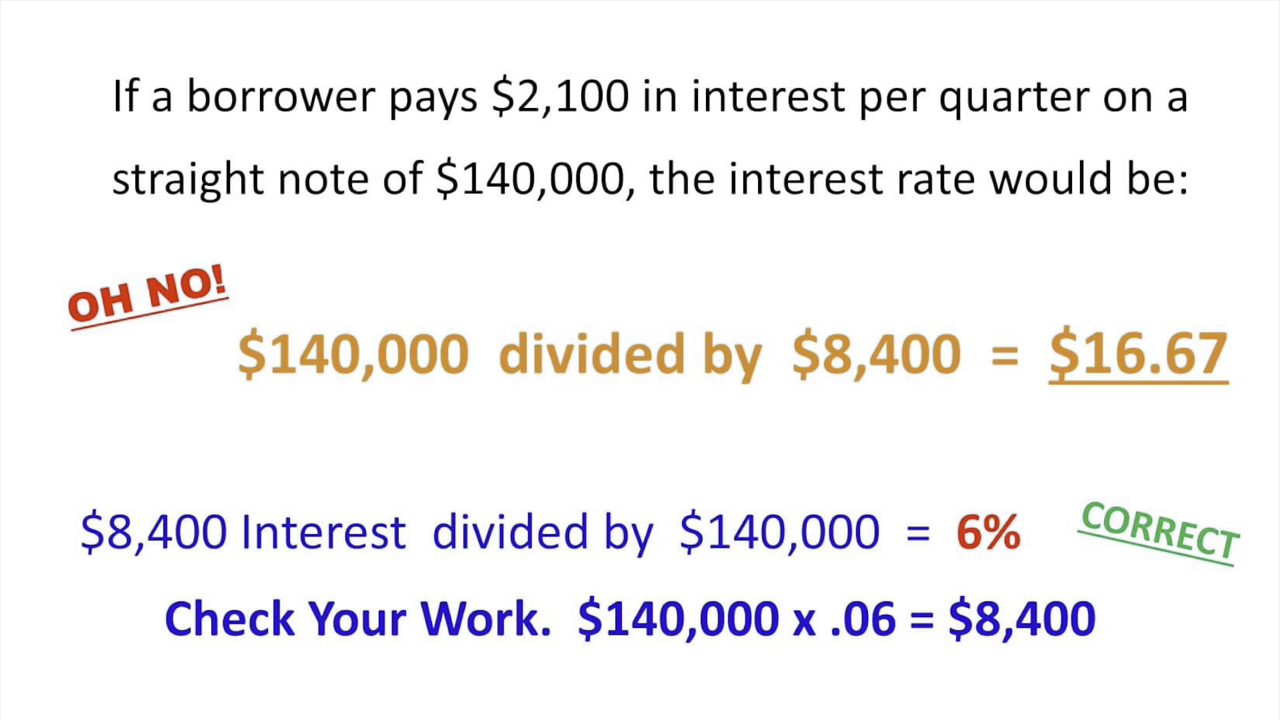 If a borrower pays $2,100 in interest per quarter on a
straight note of $140,000, the interest rate would be:
OH NO!
$140,000 divided by $8,400 = $16.67
$8,400 Interest divided by $140,000 = 6%
CORRECT
Check Your Work. $140,000 x .06 = $8,400